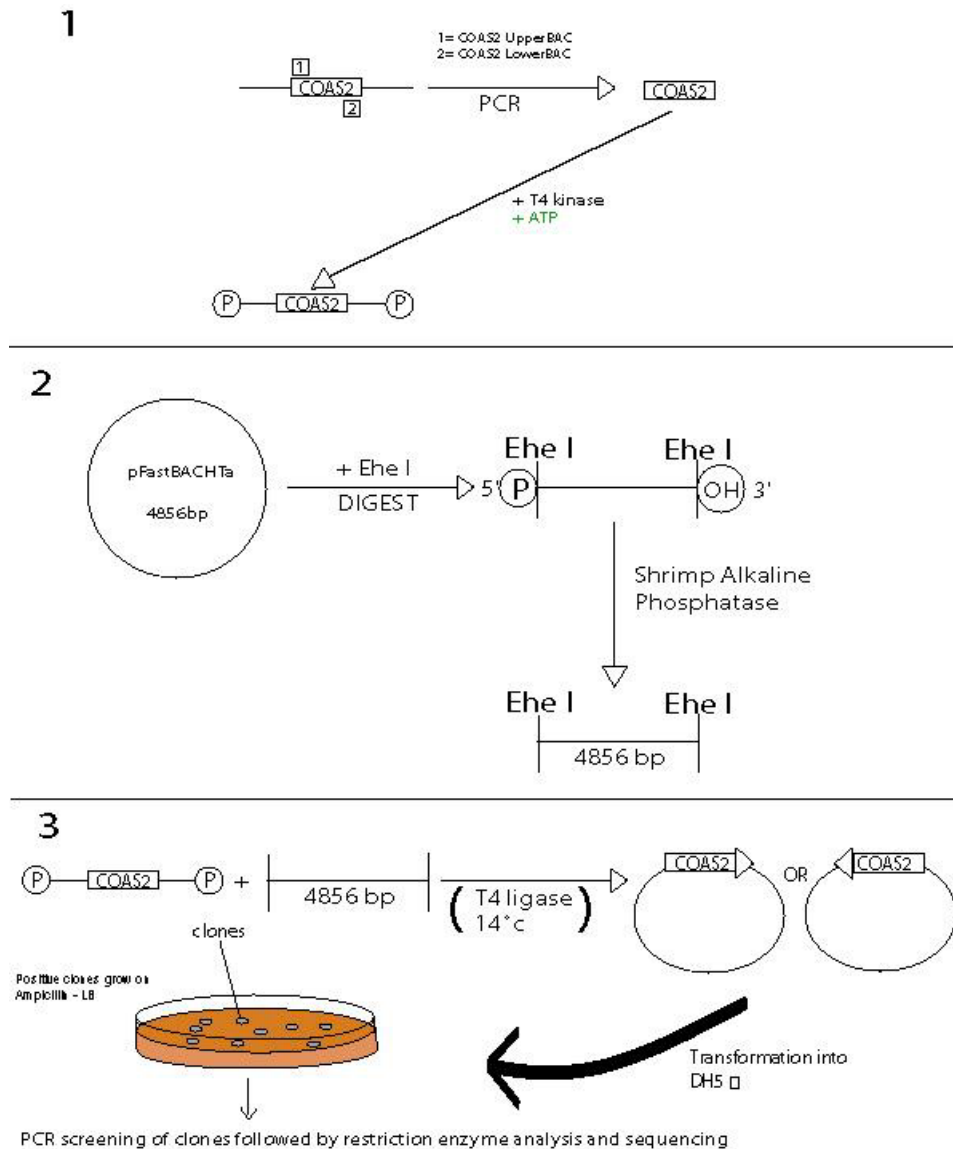 1
1= COAS2 UpperBAC
2= COAS2 LowerBAC
1
COAS2
2
PCR
COAS2
+ T4 kinase
+ ATP
P
COAS2
P
2
pFastBACHTa
4856bp
+ Ehe I
DIGEST
Ehe I
Ehe I
5'
P
OH
3'
Shrimp Alkaline
Phosphatase
Ehe I
Ehe I
4856 bp
3
P
COAS2
P
+
4856 bp
( T4 ligase )
14°c
COAS2
OR
COAS2
clones
Positive clones grow on
Ampicillin - LB
Transformation into
DH5 □
PCR screening of clones followed by restriction enzyme analysis and sequencing